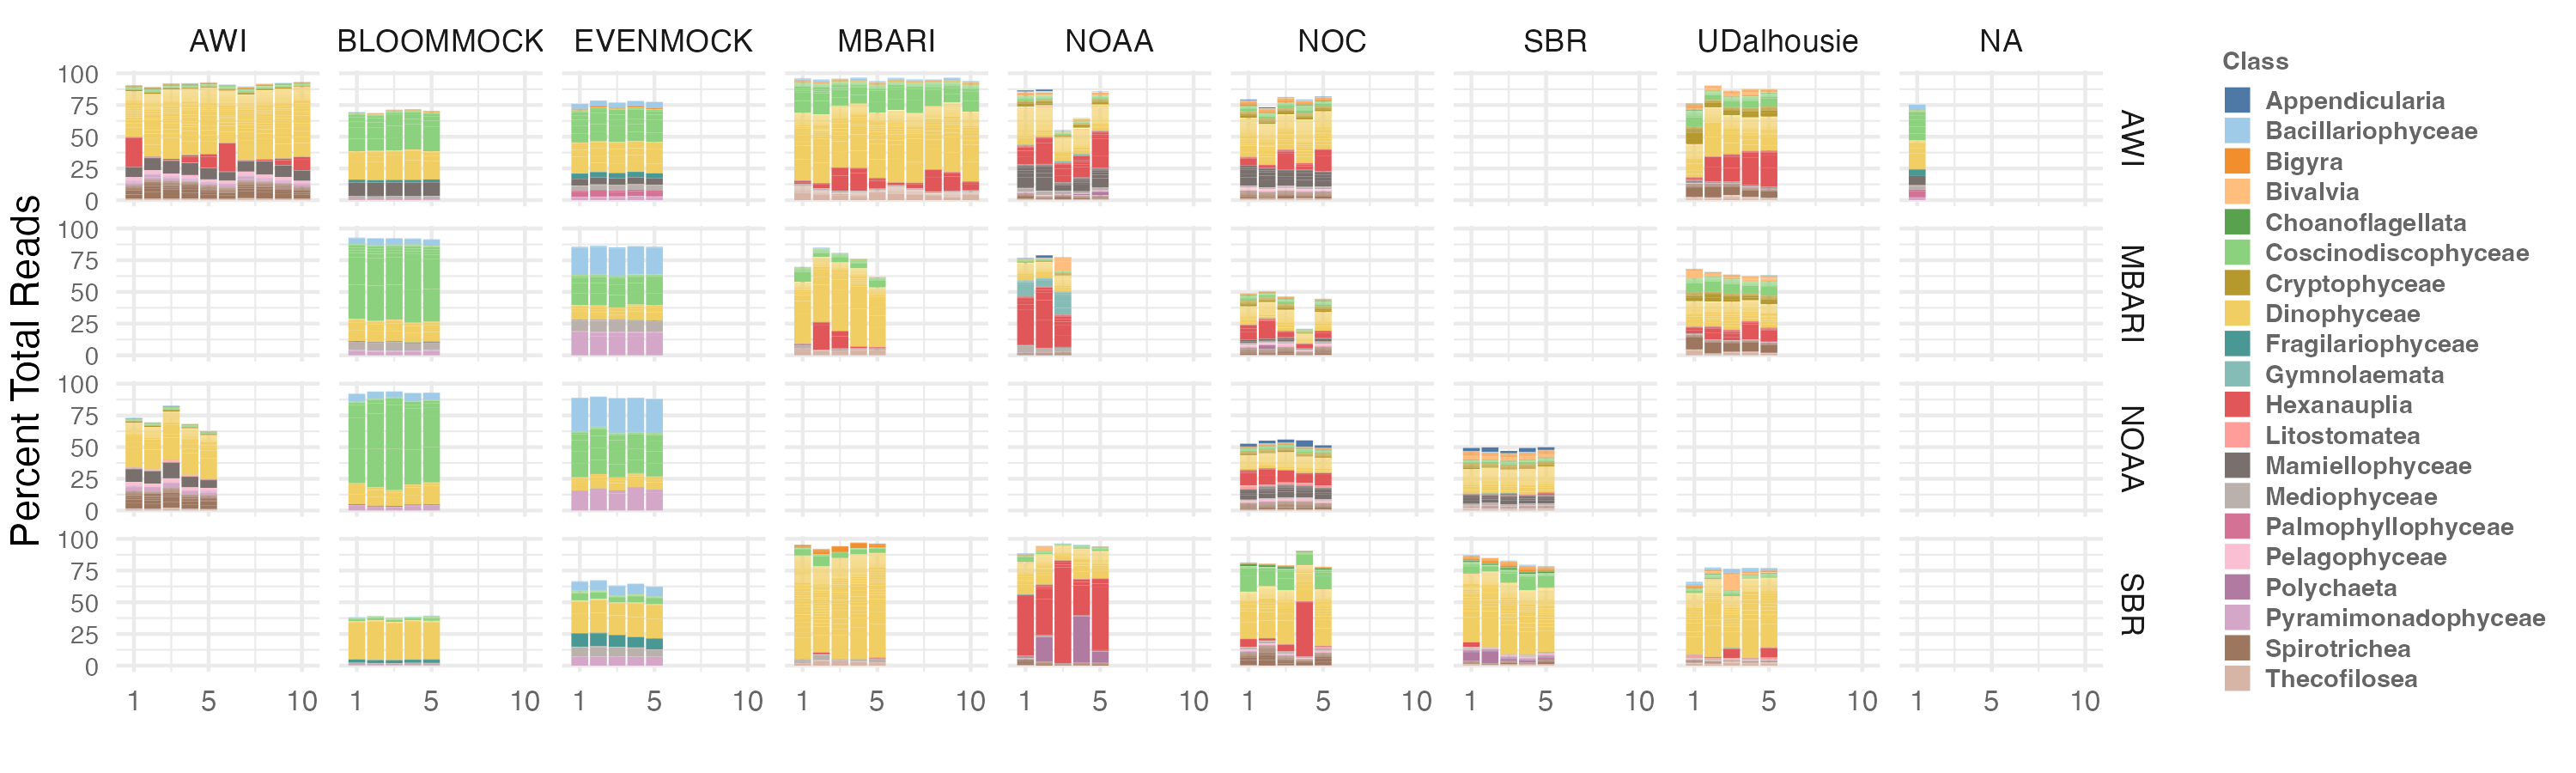 AWI BLOOMMOCK EVENMOCK MBARI NOAA NOC SBR UDalhousie NA
Percent Total Reads
100
75
50
25
0
AWI
100
75
50
25
0
MBARI
100
75
50
25
0
NOAA
100
75
50
25
0
SBR
1 5 10 1 5 10 1 5 10 1 5 10 1 5 10 1 5 10 1 5 10 1 5 10 1 5 10
Class
Appendicularia
Bacillariophyceae
Bigyra
Bivalvia
Choanoflagellata
Coscinodiscophyceae
Cryptophyceae
Dinophyceae
Fragilariophyceae
Gymnolaemata
Hexanauplia
Litostomatea
Mamiellophyceae
Mediophyceae
Palmophyllophyceae
Pelagophyceae
Polychaeta
Pyramimonadophyceae
Spirotrichea
Thecofilosea